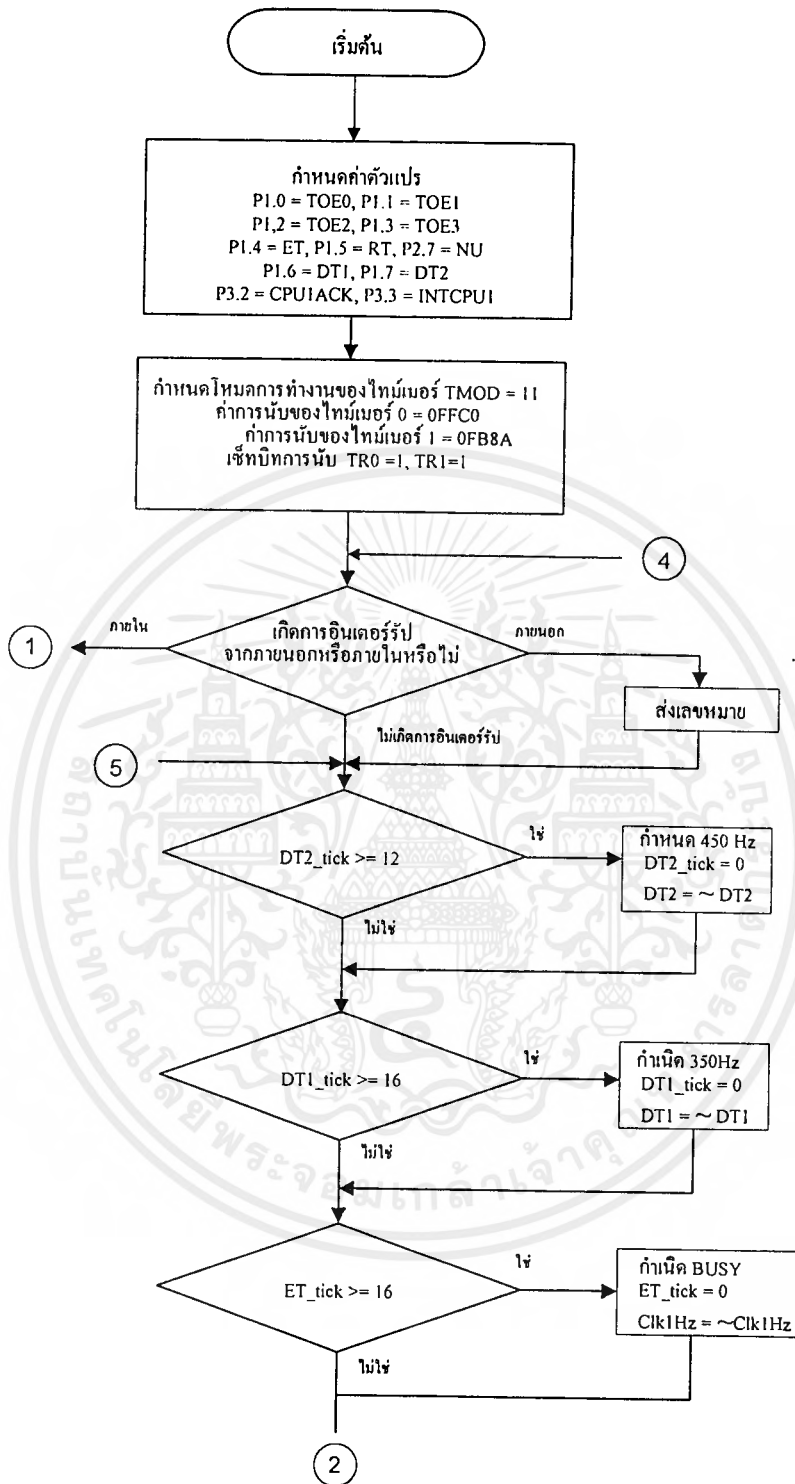 เริ่มต้น
กำหนดค่าตัวแปร
P1.0 = TOE0, P1.1 = TOE1
P1,2 = TOE2, P1.3 = TOE3
P1.4 = ET, P1.5 = RT, P2.7 = NU
P1.6 = DT1, P1.7 = DT2
P3.2 = CPU1ACK, P3.3 = INTCPU1
กำหนดโหมดการทำงานของไทม์เมอร์ TMOD = 11
ค่าการนับของไทม์เมอร์ 0 = 0FFC0
ค่าการนับของไทม์เมอร์ 1 = 0FB8A
เซ็ทบิทการนับ TR0 =1, TR1=1
4
ภายใน
เกิดการอินเตอร์รัป
จากภายนอกหรือภายในหรือไม่
ภายนอก
1
ส่งเลขหมาย
ไม่เกิดการอินเตอร์รัป
5
DT2_tick >= 12
ใช่
กำหนด 450 Hz
DT2_tick = 0
DT2 = ~ DT2
ไม่ใช่
DT1_tick >= 16
ใช่
กำเนิด 350Hz
DT1_tick = 0
DT1 = ~ DT1
ไม่ใช่
ET_tick >= 16
ใช่
กำเนิด BUSY
ET_tick = 0
Clk1Hz = ~Clk1Hz
ไม่ใช่
2